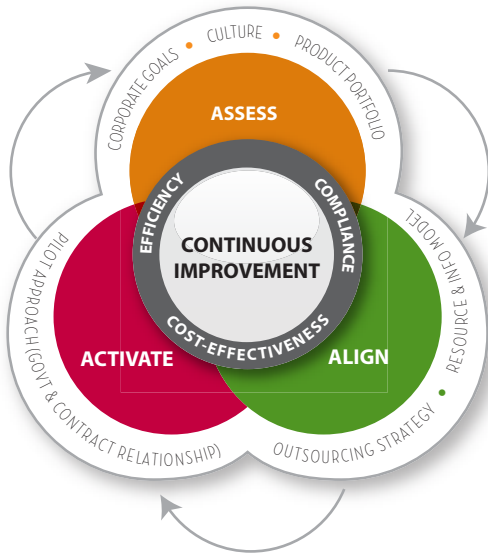 CORPORATE GOALS • CULTURE • PRODUCT PORTFOLIO
ASSESS
EFFICIENCY
COMPLIANCE
COST-EFFECTIVENESS
CONTINUOUS
IMPROVEMENT
RESOURCE & INFO MODEL • OUTSOURCING STRATEGY
ALIGN
ACTIVATE
PILOT APPROACH (GOVT & CONTRACT RELATIONSHIP)